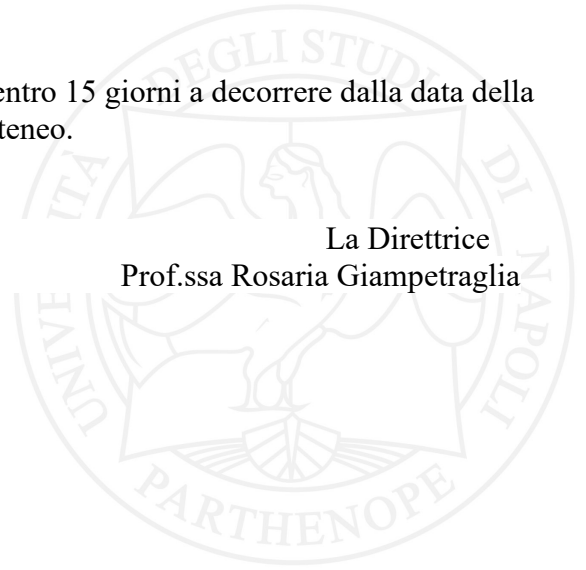 entro 15 giorni a decorrere dalla data della
teneo.
La Direttrice
Prof.ssa Rosaria Giampetraglia
DEGLI STUDI DI NAPOLI
PARTHENOPE